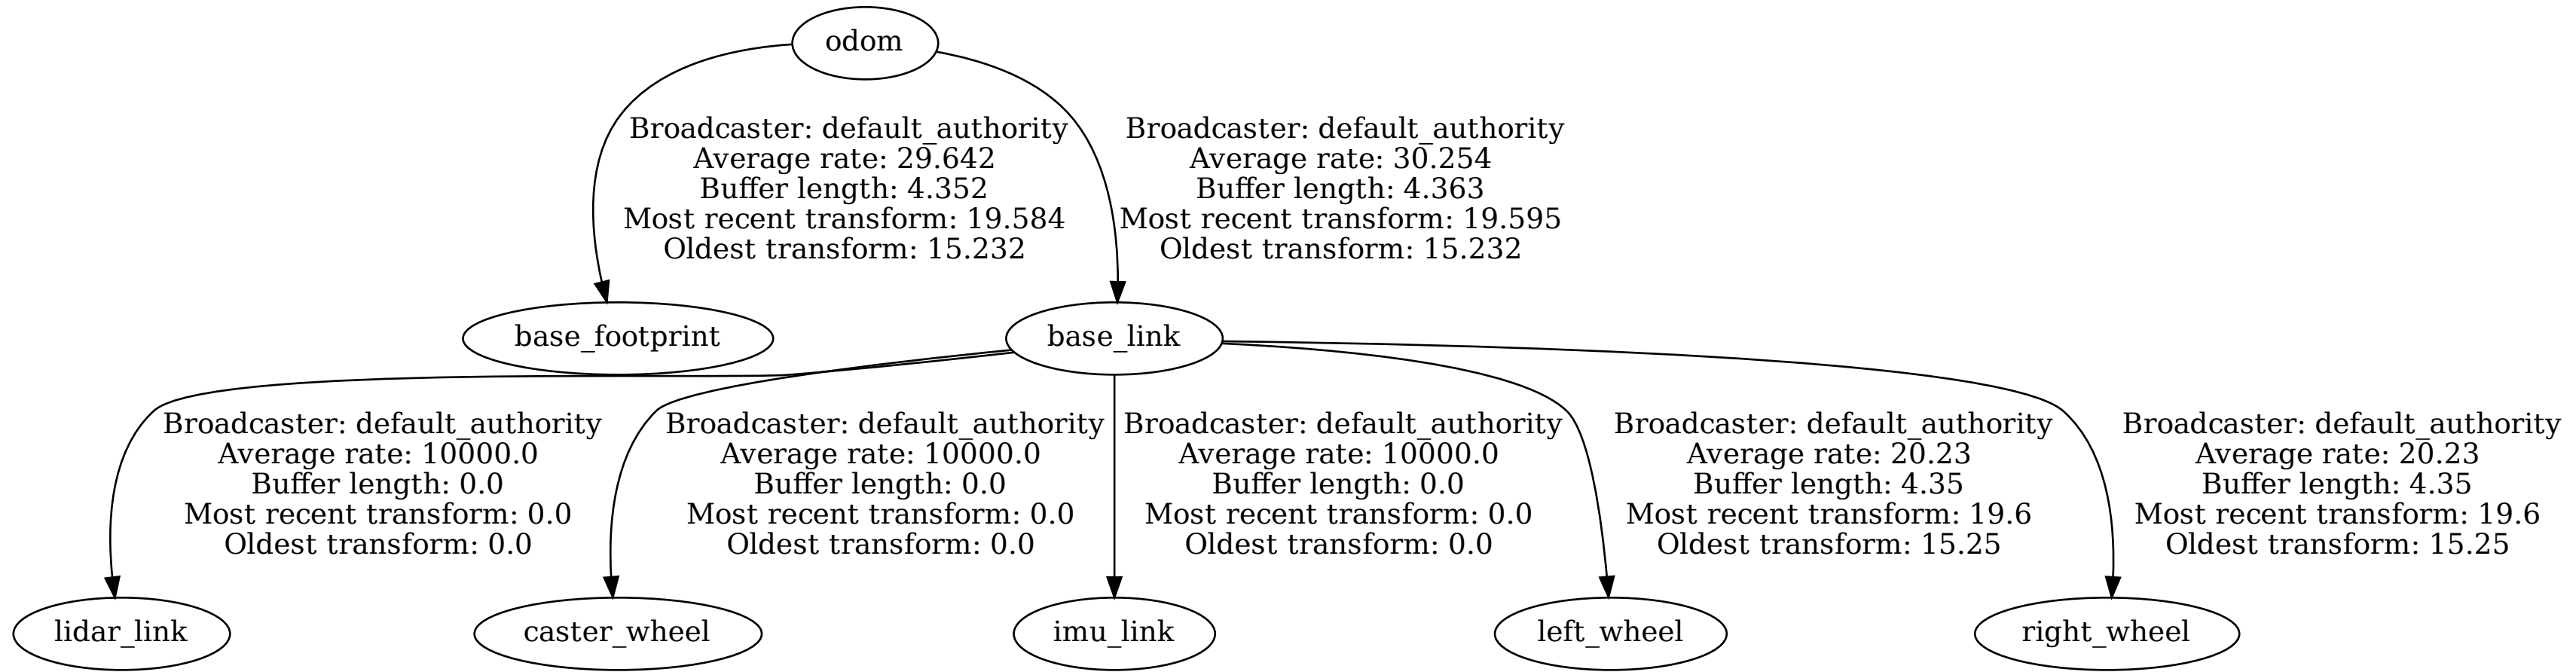 odom
Broadcaster: default_authority
Average rate: 29.642
Buffer length: 4.352
Most recent transform: 19.584
Oldest transform: 15.232
Broadcaster: default_authority
Average rate: 30.254
Buffer length: 4.363
Most recent transform: 19.595
Oldest transform: 15.232
base_footprint
base_link
Broadcaster: default_authority
Average rate: 10000.0
Buffer length: 0.0
Most recent transform: 0.0
Oldest transform: 0.0
Broadcaster: default_authority
Average rate: 10000.0
Buffer length: 0.0
Most recent transform: 0.0
Oldest transform: 0.0
Broadcaster: default_authority
Average rate: 10000.0
Buffer length: 0.0
Most recent transform: 0.0
Oldest transform: 0.0
Broadcaster: default_authority
Average rate: 20.23
Buffer length: 4.35
Most recent transform: 19.6
Oldest transform: 15.25
Broadcaster: default_authority
Average rate: 20.23
Buffer length: 4.35
Most recent transform: 19.6
Oldest transform: 15.25
lidar_link
caster_wheel
imu_link
left_wheel
right_wheel